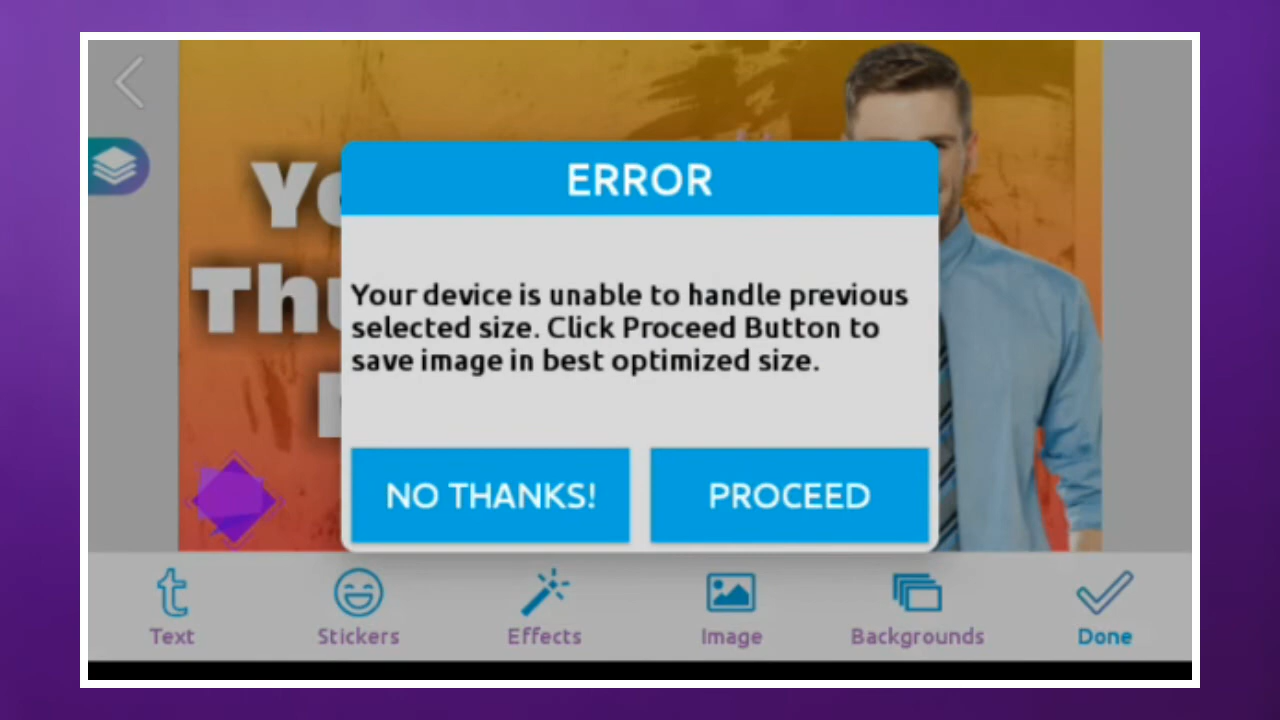 ERROR
Your device is unable to handle previous
selected size. Click Proceed Button to
save image in best optimized size.
NO THANKS!
PROCEED
Text
Stickers
Effects
Image
Backgrounds
Done